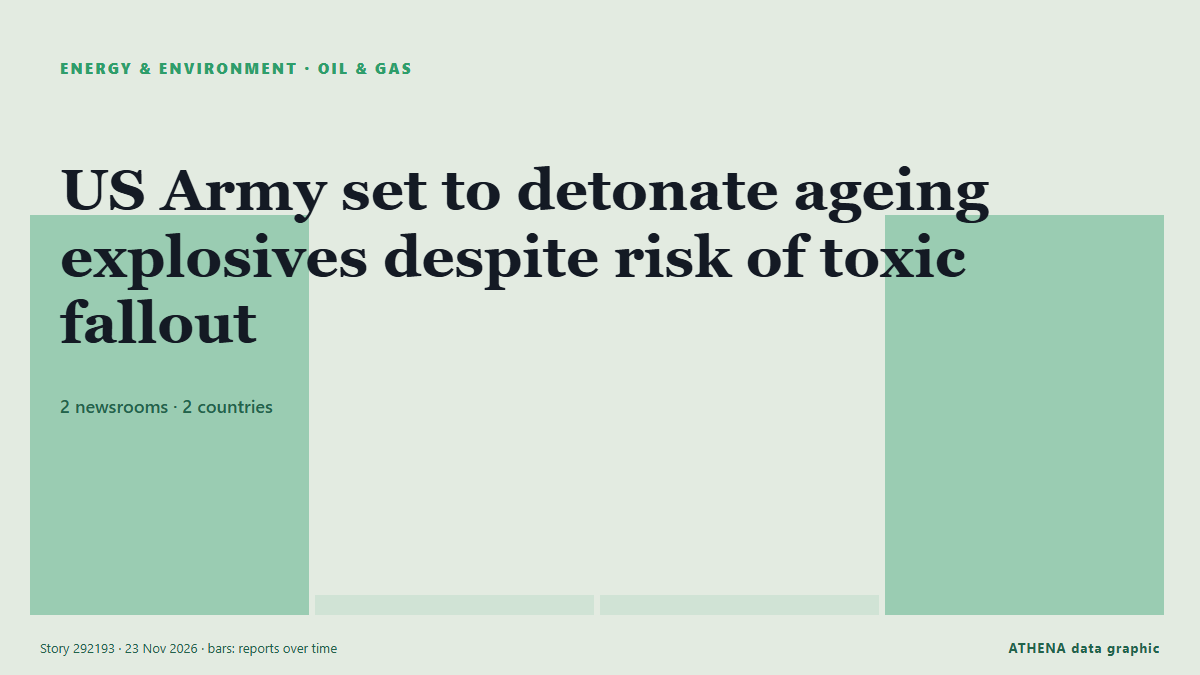 ENERGY & ENVIRONMENT · OIL & GAS
US Army set to detonate ageing
explosives despite risk of toxic
fallout
2 newsrooms · 2 countries
Story 292193 · 23 Nov 2026 · bars: reports over time
ATHENA data graphic